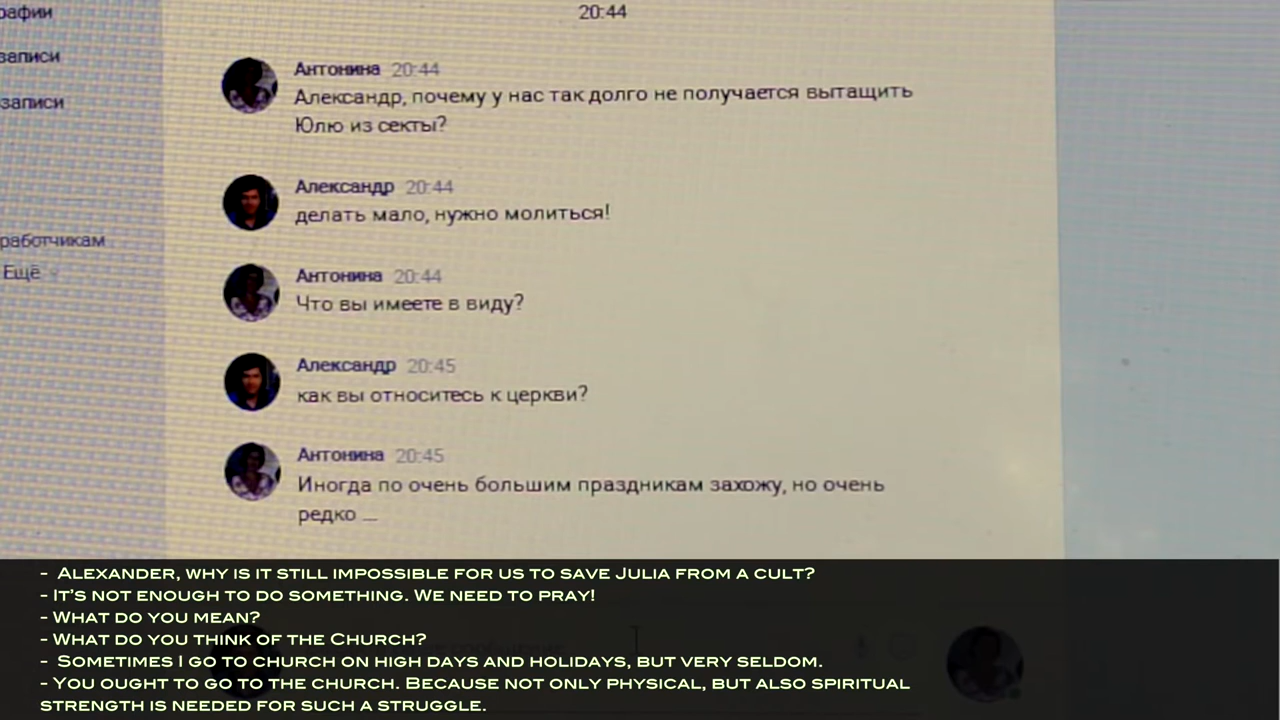 рафии
20:44
записи
записи
работчикам
Ещё
Антонина 20:44
Александр, почему у нас так долго не получается вытащить
Юлю из секты?
Александр 20:44
делать мало, нужно молиться!
Антонина 20:44
Что вы имеете в виду?
Александр 20:45
как вы относитесь к церкви?
Антонина 20:45
Иногда по очень большим праздникам захожу, но очень
редко ...
- Alexander, why is it still impossible for us to save Julia from a cult?
- It's not enough to do something. We need to pray!
- What do you mean?
- What do you think of the Church?
- Sometimes I go to church on high days and holidays, but very seldom.
- You ought to go to the church. Because not only physical, but also spiritual
strength is needed for such a struggle.